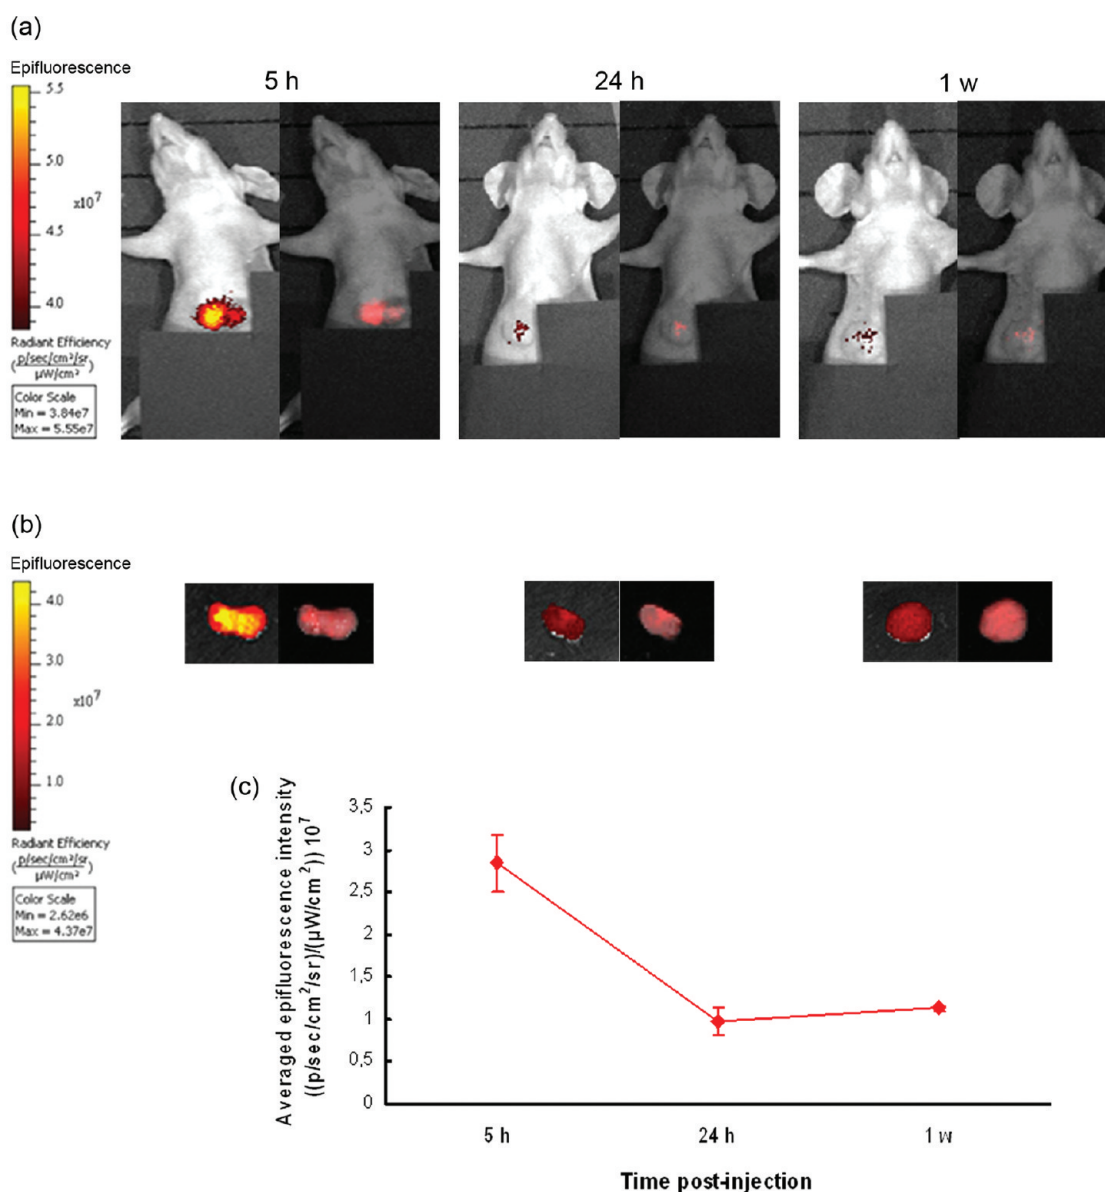 (a)
Epifluorescence
5 h
24 h
1 w
5.5
5.0
x10⁷
4.5
4.0
Radiant Efficiency
(p/sec/cm²/sr / µW/cm²)
Color Scale
Min = 3.84e7
Max = 5.55e7
(b)
Epifluorescence
4.0
3.0
x10⁷
2.0
1.0
Radiant Efficiency
(p/sec/cm²/sr / µW/cm²)
Color Scale
Min = 2.62e6
Max = 4.37e7
(c)
Averaged epifluorescence intensity
((p/sec/cm²/sr)/(µW/cm²)) 10⁷
3,5
3
2,5
2
1,5
1
0,5
0
5 h
24 h
1 w
Time post-injection